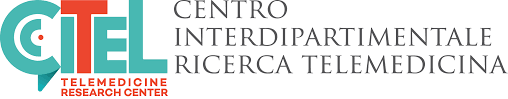 CiTEL
TELEMEDICINE
RESEARCH CENTER
CENTRO
INTERDIPARTIMENTALE
RICERCA TELEMEDICINA